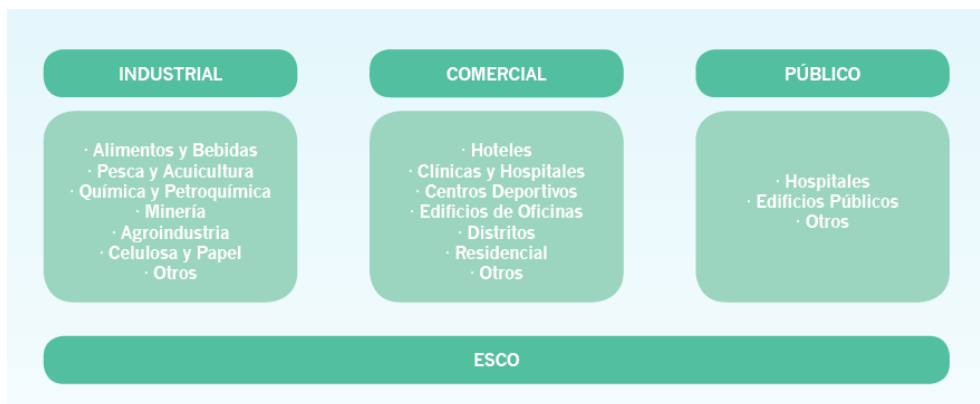 INDUSTRIAL
· Alimentos y Bebidas
· Pesca y Acuicultura
· Química y Petroquímica
· Minería
· Agroindustria
· Celulosa y Papel
· Otros
COMERCIAL
· Hoteles
· Clínicas y Hospitales
· Centros Deportivos
· Edificios de Oficinas
· Distritos
· Residencial
· Otros
PÚBLICO
· Hospitales
· Edificios Públicos
· Otros
ESCO